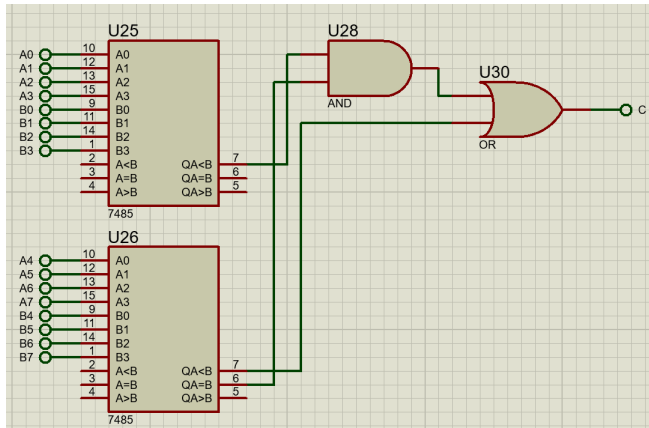 U25
A0 10 A0
A1 12 A1
A2 13 A2
A3 15 A3
B0 9 B0
B1 11 B1
B2 14 B2
B3 1 B3
2 A<B QA<B 7
3 A=B QA=B 6
4 A>B QA>B 5
7485
U28
AND
U30
OR
C
U26
A4 10 A0
A5 12 A1
A6 13 A2
A7 15 A3
B4 9 B0
B5 11 B1
B6 14 B2
B7 1 B3
2 A<B QA<B 7
3 A=B QA=B 6
4 A>B QA>B 5
7485